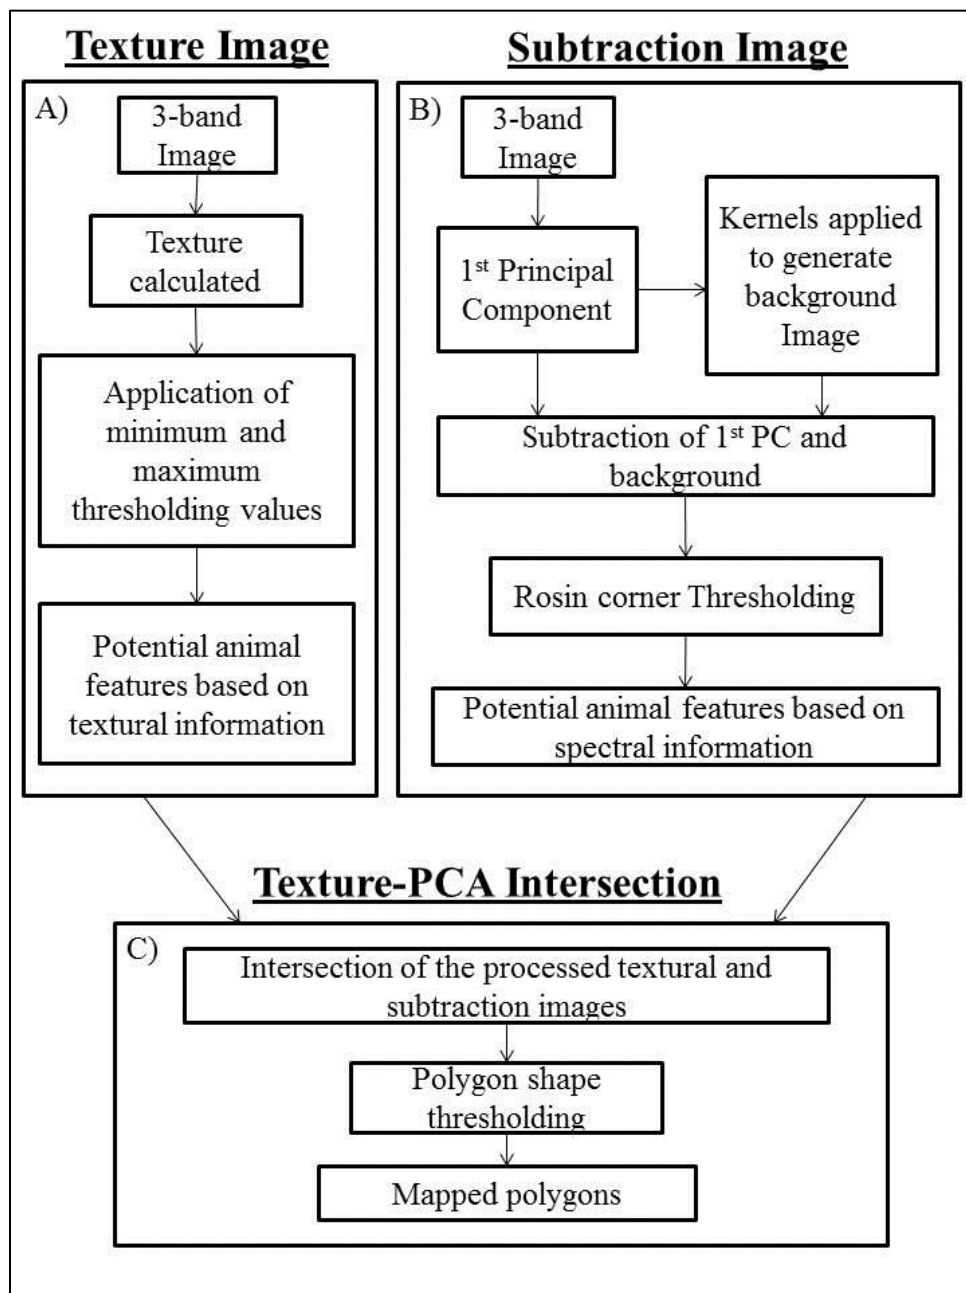 Texture Image
A)
3-band
Image
Texture
calculated
Application of
minimum and
maximum
thresholding values
Potential animal
features based on
textural information
Subtraction Image
B)
3-band
Image
1st Principal
Component
Kernels applied
to generate
background
Image
Subtraction of 1st PC and
background
Rosin corner Thresholding
Potential animal features based on
spectral information
Texture-PCA Intersection
C)
Intersection of the processed textural and
subtraction images
Polygon shape
thresholding
Mapped polygons